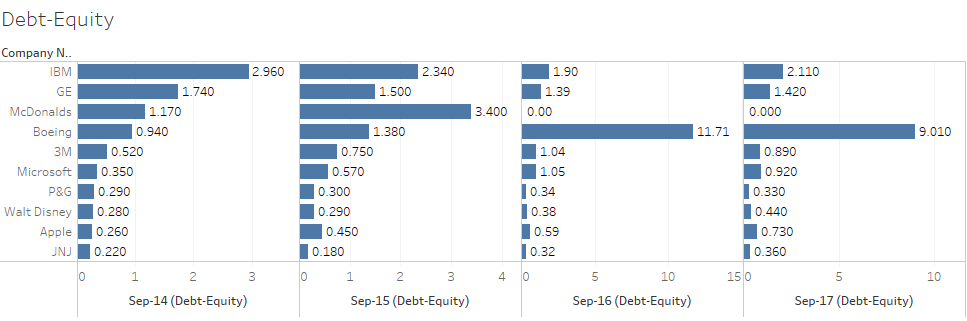 Debt-Equity
Company N..
IBM 2.960 2.340 1.90 2.110
GE 1.740 1.500 1.39 1.420
McDonalds 1.170 3.400 0.00 0.000
Boeing 0.940 1.380 11.71 9.010
3M 0.520 0.750 1.04 0.890
Microsoft 0.350 0.570 1.05 0.920
P&G 0.290 0.300 0.34 0.330
Walt Disney 0.280 0.290 0.38 0.440
Apple 0.260 0.450 0.59 0.730
JNJ 0.220 0.180 0.32 0.360
0 1 2 3 0 1 2 3 4 0 5 10 15 0 5 10
Sep-14 (Debt-Equity) Sep-15 (Debt-Equity) Sep-16 (Debt-Equity) Sep-17 (Debt-Equity)